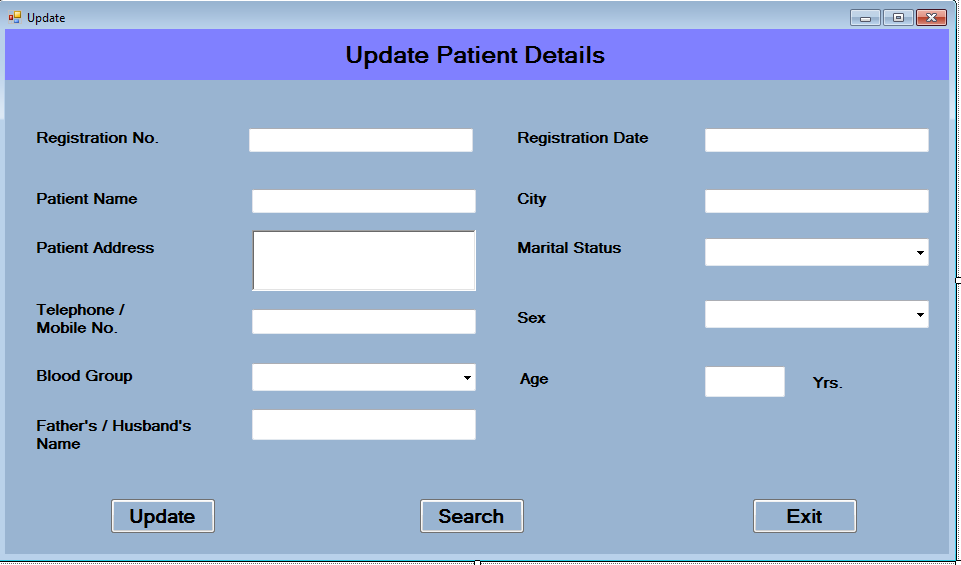 Update
Update Patient Details
Registration No.
Registration Date
Patient Name
City
Patient Address
Marital Status
Telephone /
Mobile No.
Sex
Blood Group
Age
Yrs.
Father's / Husband's
Name
Update
Search
Exit